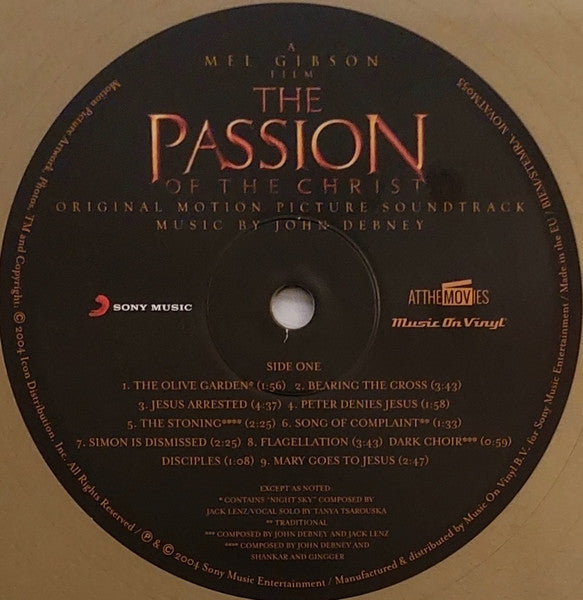 A
MEL GIBSON
FILM
THE
PASSION
OF THE CHRIST
ORIGINAL MOTION PICTURE SOUNDTRACK
MUSIC BY JOHN DEBNEY
SONY MUSIC
ATTHEMOVIES
Music On Vinyl
SIDE ONE
1. THE OLIVE GARDEN* (1:56) 2. BEARING THE CROSS (3:43)
3. JESUS ARRESTED (4:37) 4. PETER DENIES JESUS (1:58)
5. THE STONING**** (2:25) 6. SONG OF COMPLAINT** (1:33)
7. SIMON IS DISMISSED (2:25) 8. FLAGELLATION (3:43) DARK CHOIR*** (0:59)
DISCIPLES (1:08) 9. MARY GOES TO JESUS (2:47)
EXCEPT AS NOTED:
* CONTAINS "NIGHT SKY" COMPOSED BY
JACK LENZ/VOCAL SOLO BY TANYA TSAROUSKA
** TRADITIONAL
*** COMPOSED BY JOHN DEBNEY AND JACK LENZ
**** COMPOSED BY JOHN DEBNEY AND
SHANKAR AND GINGGER
Motion Picture Artwork, Photos, TM and Copyright: © 2004 Icon Distribution, Inc. All Rights Reserved / ℗ & © 2004 Sony Music Entertainment / Manufactured & distributed by Music On Vinyl B.V. for Sony Music Entertainment / Made in the EU / BIEM/STEMRA. MOVATM053